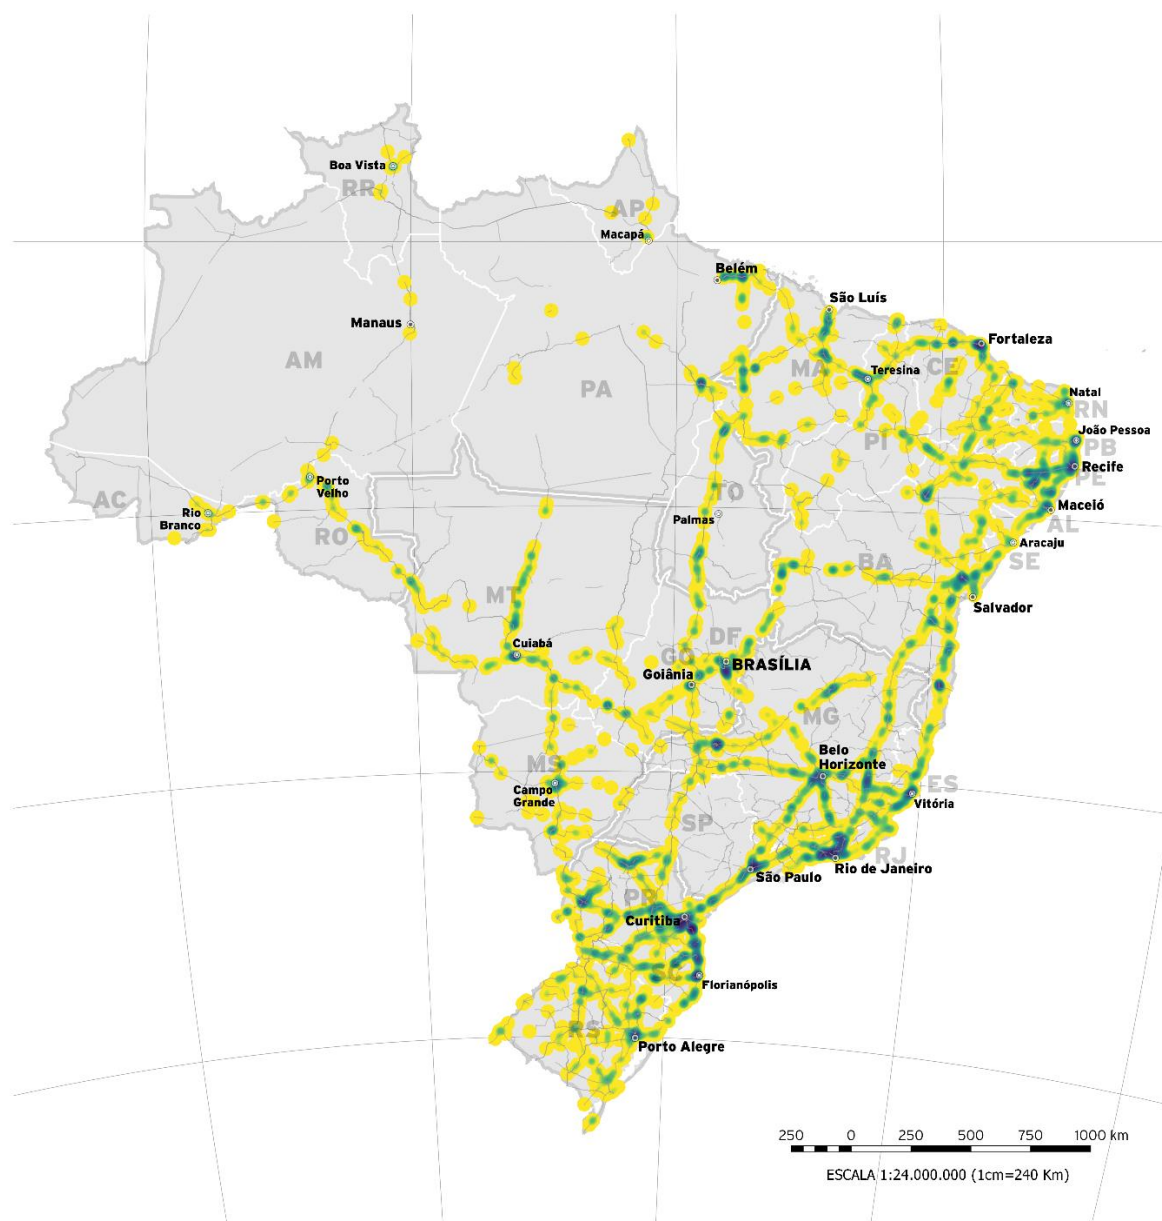 Boa Vista
RR
AP
Macapá
Belém
São Luís
Manaus
Fortaleza
AM
MA
CE
Teresina
PA
Natal
RN
João Pessoa
PI
PB
Recife
PE
Porto
Velho
AC
TO
Rio
Branco
Palmas
Maceió
AL
RO
Aracaju
SE
BA
MT
Salvador
DF
Cuiabá
GO
BRASÍLIA
Goiânia
MG
Belo
Horizonte
MS
ES
Campo
Grande
Vitória
SP
RJ
São Paulo
Rio de Janeiro
PR
Curitiba
SC
Florianópolis
RS
Porto Alegre
250 0 250 500 750 1000 km
ESCALA 1:24.000.000 (1cm=240 Km)